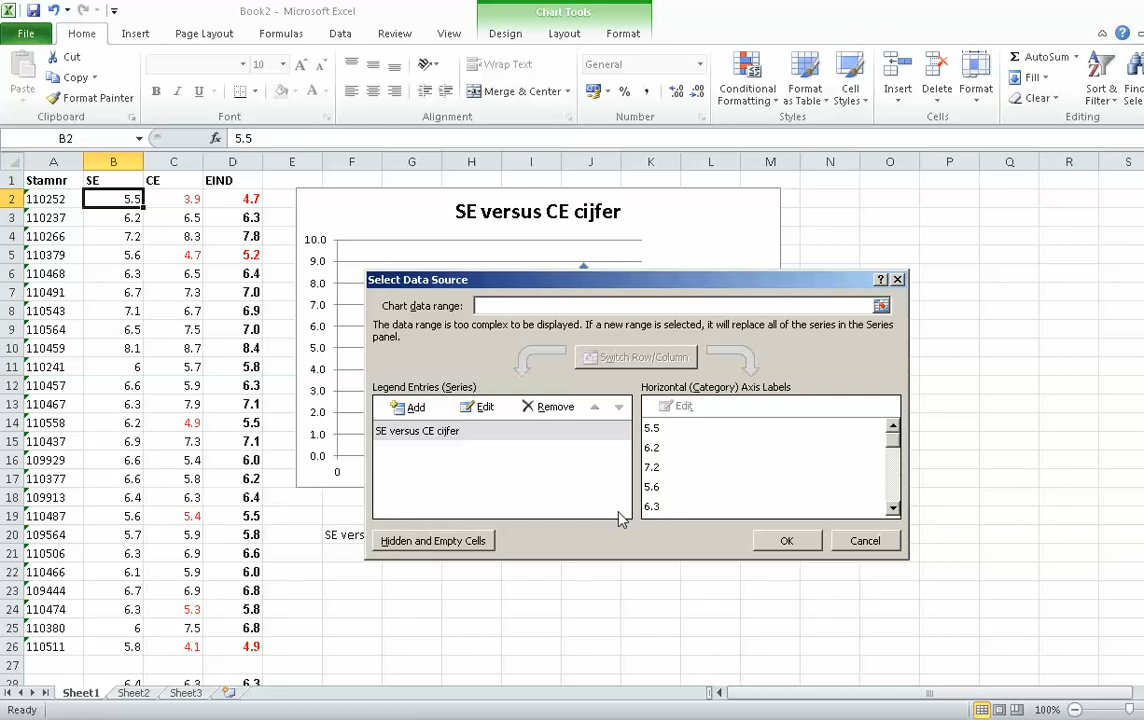 Book2 - Microsoft Excel
Chart Tools
File Home Insert Page Layout Formulas Data Review View Design Layout Format
Paste
Cut
Copy
Format Painter
Clipboard
10
A A
B I U
A
Font
Wrap Text
Merge & Center
Alignment
General
%
Number
Conditional Formatting
Format as Table
Cell Styles
Styles
Insert
Delete
Format
Cells
Σ AutoSum
Fill
Clear
Sort &
Filter
Editing
B2 fx 5.5
A B C D E F G H I J K L M N O P Q R S
1 Stamnr SE CE EIND
2 110252 5.5 3.9 4.7
3 110237 6.2 6.5 6.3
4 110266 7.2 8.3 7.8
5 110379 5.6 4.7 5.2
6 110468 6.3 6.5 6.4
7 110491 6.7 7.3 7.0
8 110543 7.1 6.7 6.9
9 110564 6.5 7.5 7.0
10 110459 8.1 8.7 8.4
11 110241 6 5.7 5.8
12 110457 6.6 5.9 6.3
13 110467 6.3 7.9 7.1
14 110558 6.2 4.9 5.5
15 110437 6.9 7.3 7.1
16 109929 6.6 5.4 6.0
17 110377 6.6 5.8 6.2
18 109913 6.4 6.3 6.4
19 110487 5.6 5.4 5.5
20 109564 5.7 5.9 5.8
21 110506 6.3 6.9 6.6
22 110466 6.1 5.9 6.0
23 109444 6.7 6.9 6.8
24 110474 6.3 5.3 5.8
25 110380 6 7.5 6.8
26 110511 5.8 4.1 4.9
27
28 6.4 6.3 6.3
SE versus CE cijfer
10.0
9.0
8.0
7.0
6.0
5.0
4.0
3.0
2.0
1.0
0.0
0
SE vers
Select Data Source
?
Chart data range:
The data range is too complex to be displayed. If a new range is selected, it will replace all of the series in the Series
panel.
Switch Row/Column
Legend Entries (Series)
Add Edit Remove
SE versus CE cijfer
Horizontal (Category) Axis Labels
Edit
5.5
6.2
7.2
5.6
6.3
Hidden and Empty Cells OK Cancel
Sheet1 Sheet2 Sheet3
Ready 100%